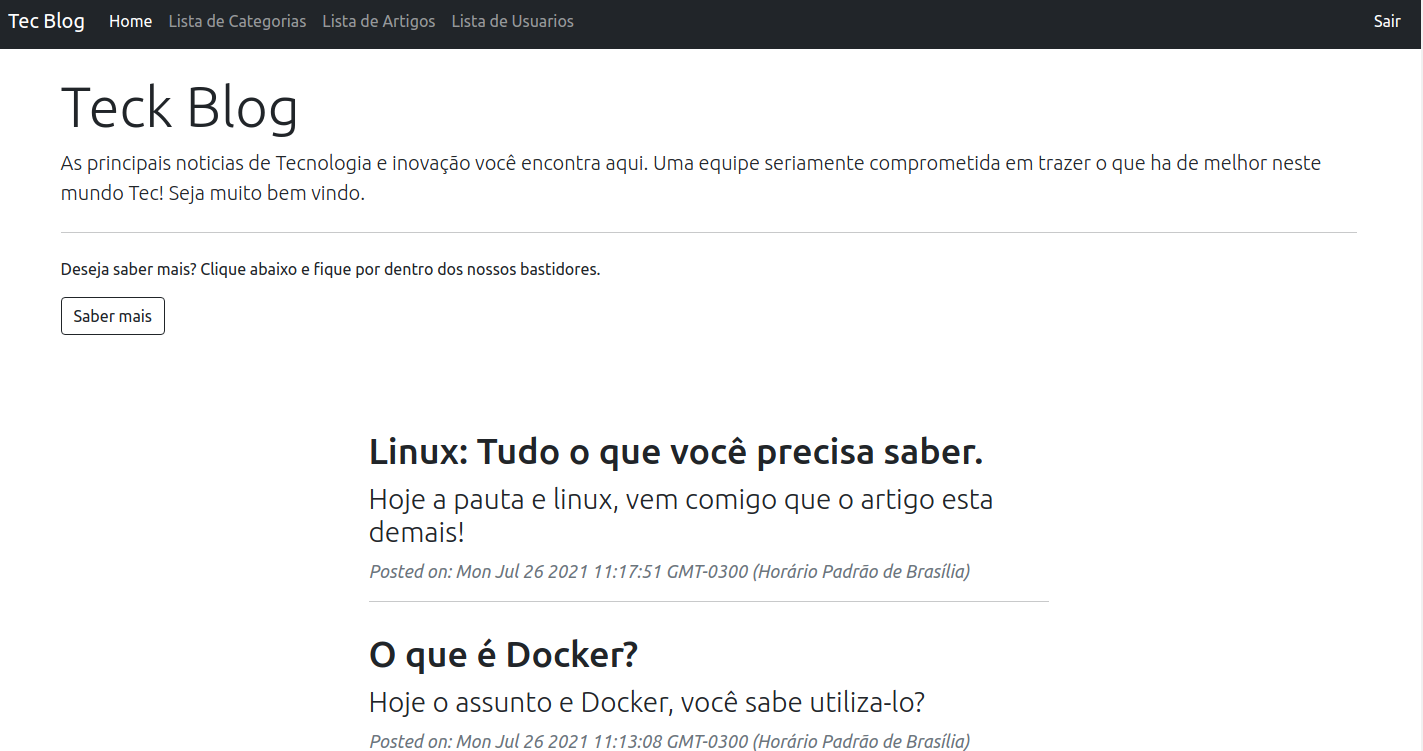 Tec Blog Home Lista de Categorias Lista de Artigos Lista de Usuarios Sair
Teck Blog
As principais noticias de Tecnologia e inovação você encontra aqui. Uma equipe seriamente comprometida em trazer o que ha de melhor neste
mundo Tec! Seja muito bem vindo.
Deseja saber mais? Clique abaixo e fique por dentro dos nossos bastidores.
Saber mais
Linux: Tudo o que você precisa saber.
Hoje a pauta e linux, vem comigo que o artigo esta
demais!
Posted on: Mon Jul 26 2021 11:17:51 GMT-0300 (Horário Padrão de Brasília)
O que é Docker?
Hoje o assunto e Docker, você sabe utiliza-lo?
Posted on: Mon Jul 26 2021 11:13:08 GMT-0300 (Horário Padrão de Brasília)